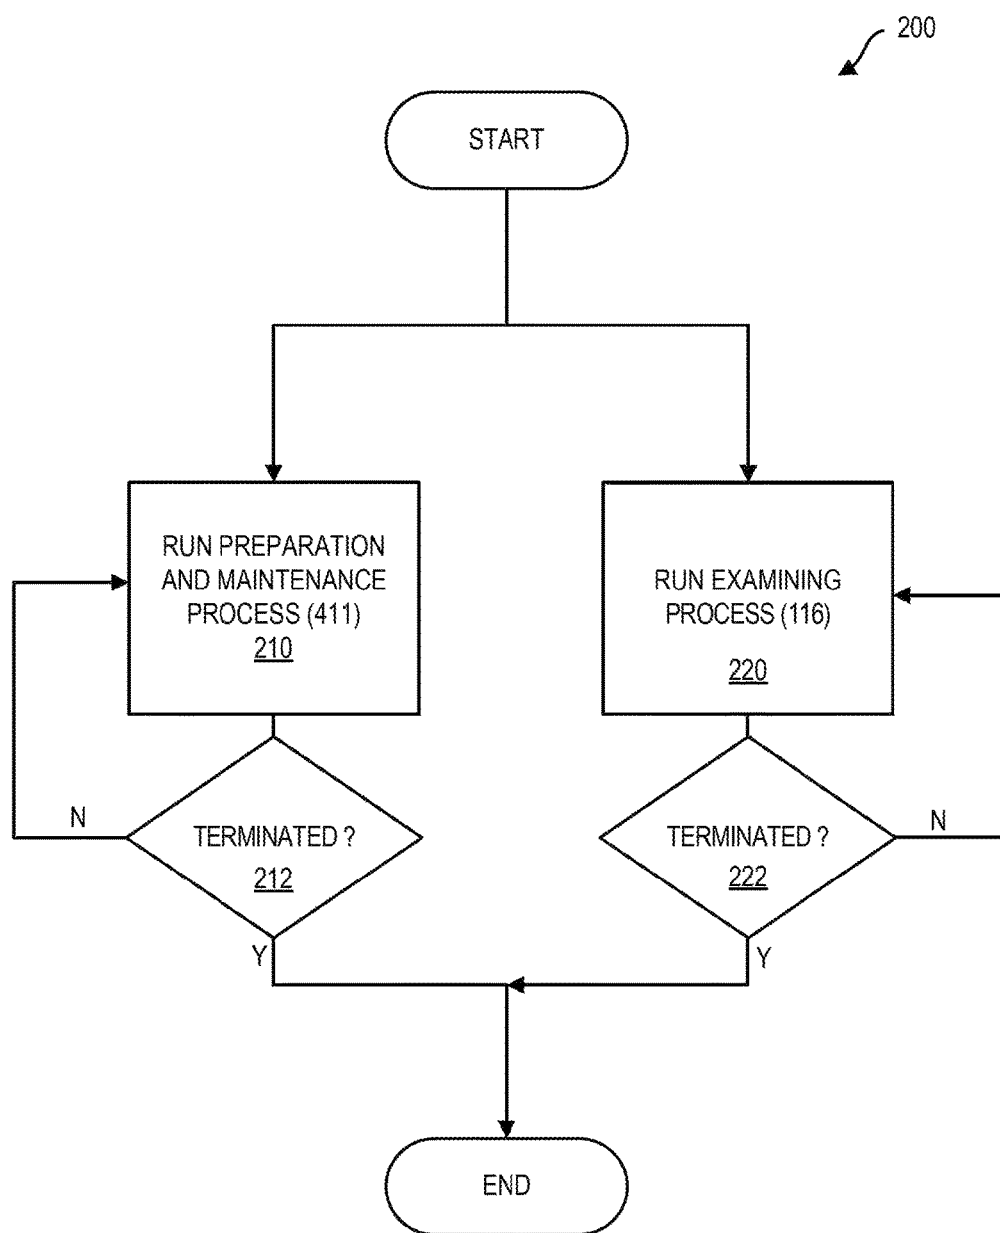 200
START
RUN PREPARATION
AND MAINTENANCE
PROCESS (411)
210
RUN EXAMINING
PROCESS (116)
220
N
TERMINATED ?
212
Y
TERMINATED ?
222
N
Y
END